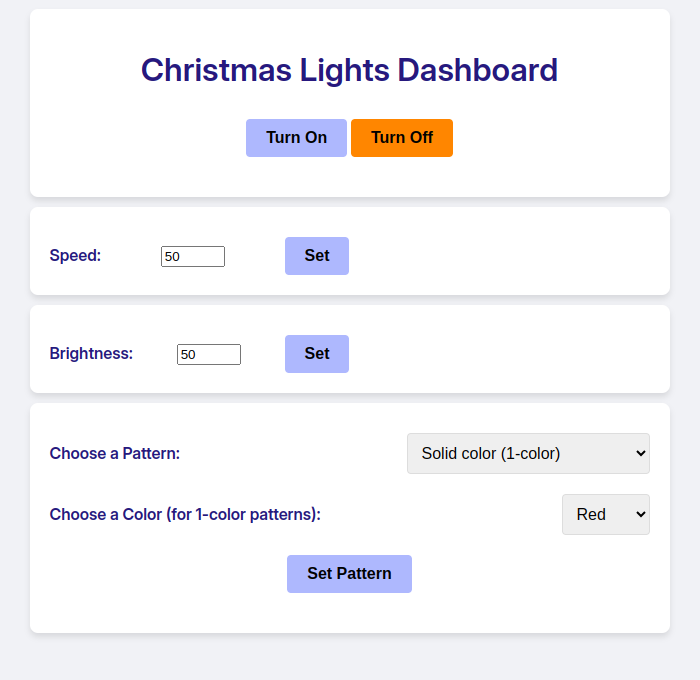 Christmas Lights Dashboard
Turn On Turn Off
Speed: 50 Set
Brightness: 50 Set
Choose a Pattern: Solid color (1-color)
Choose a Color (for 1-color patterns): Red
Set Pattern